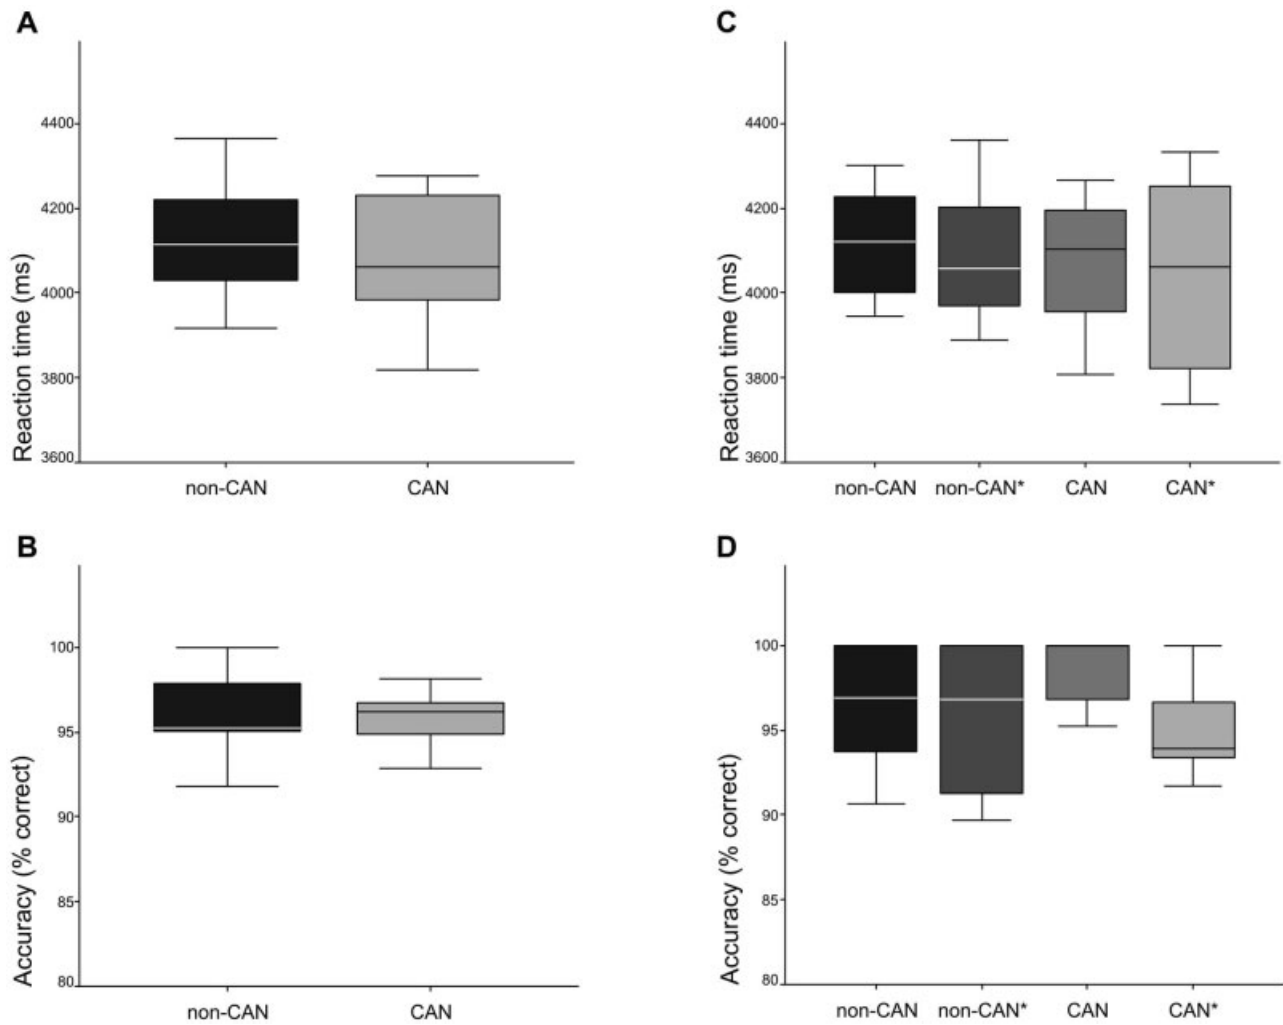 A
Reaction time (ms)
4400
4200
4000
3800
3600
non-CAN CAN
C
Reaction time (ms)
4400
4200
4000
3800
3600
non-CAN non-CAN* CAN CAN*
B
Accuracy (% correct)
100
95
90
85
80
non-CAN CAN
D
Accuracy (% correct)
100
95
90
85
80
non-CAN non-CAN* CAN CAN*